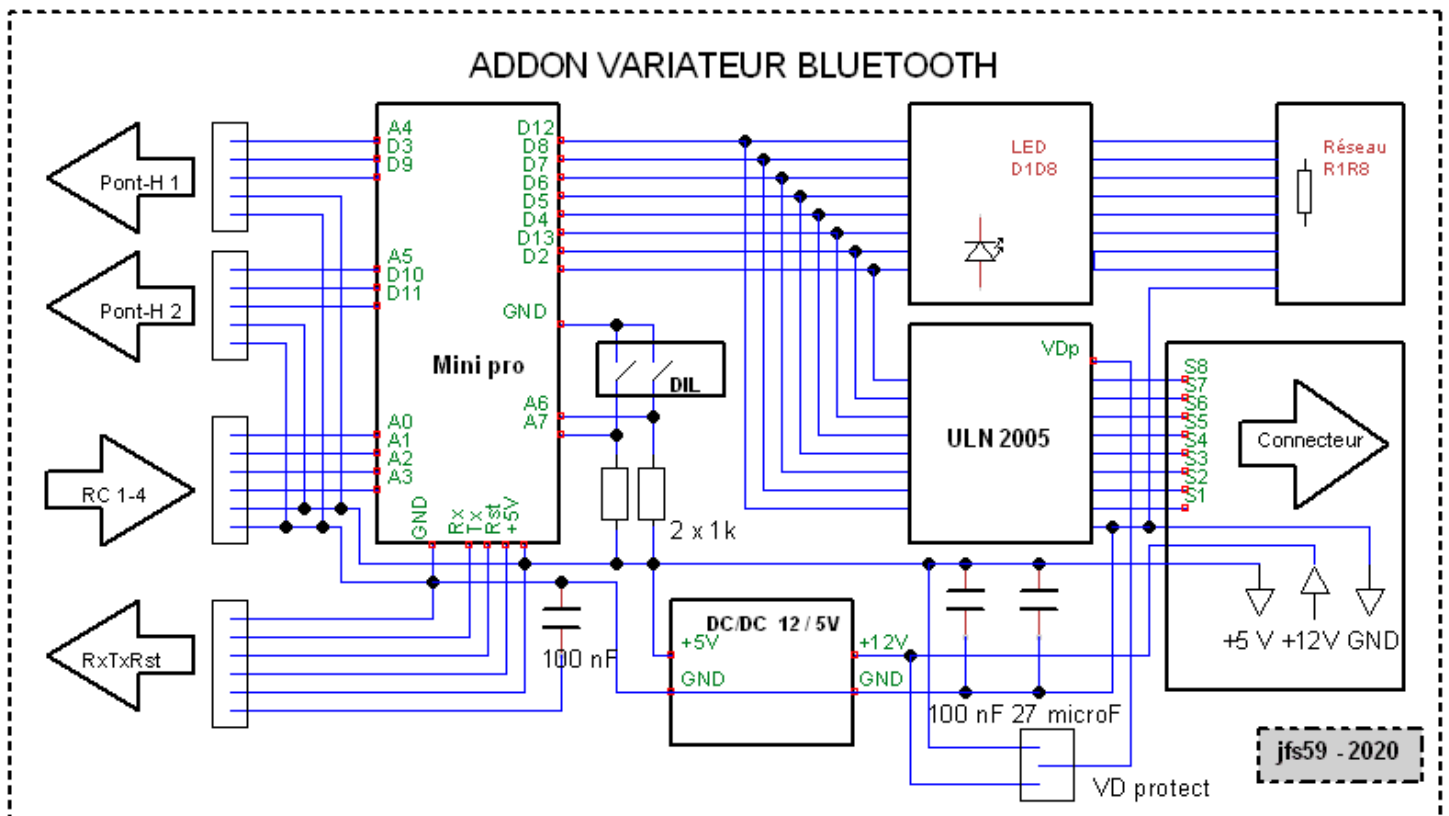 ADDON VARIATEUR BLUETOOTH
Pont-H 1
Pont-H 2
RC 1-4
RxTxRst
A4
D3
D9
A5
D10
D11
A0
A1
A2
A3
GND
Rx
Tx
Rst
+5V
Mini pro
D12
D8
D7
D6
D5
D4
D13
D2
GND
A6
A7
DIL
2 x 1k
100 nF
LED
D1D8
Réseau
R1R8
VDp
ULN 2005
S8
S7
S6
S5
S4
S3
S2
S1
Connecteur
+5 V +12V GND
DC/DC 12 / 5V
+5V
GND
+12V
GND
100 nF 27 microF
VD protect
jfs59 - 2020